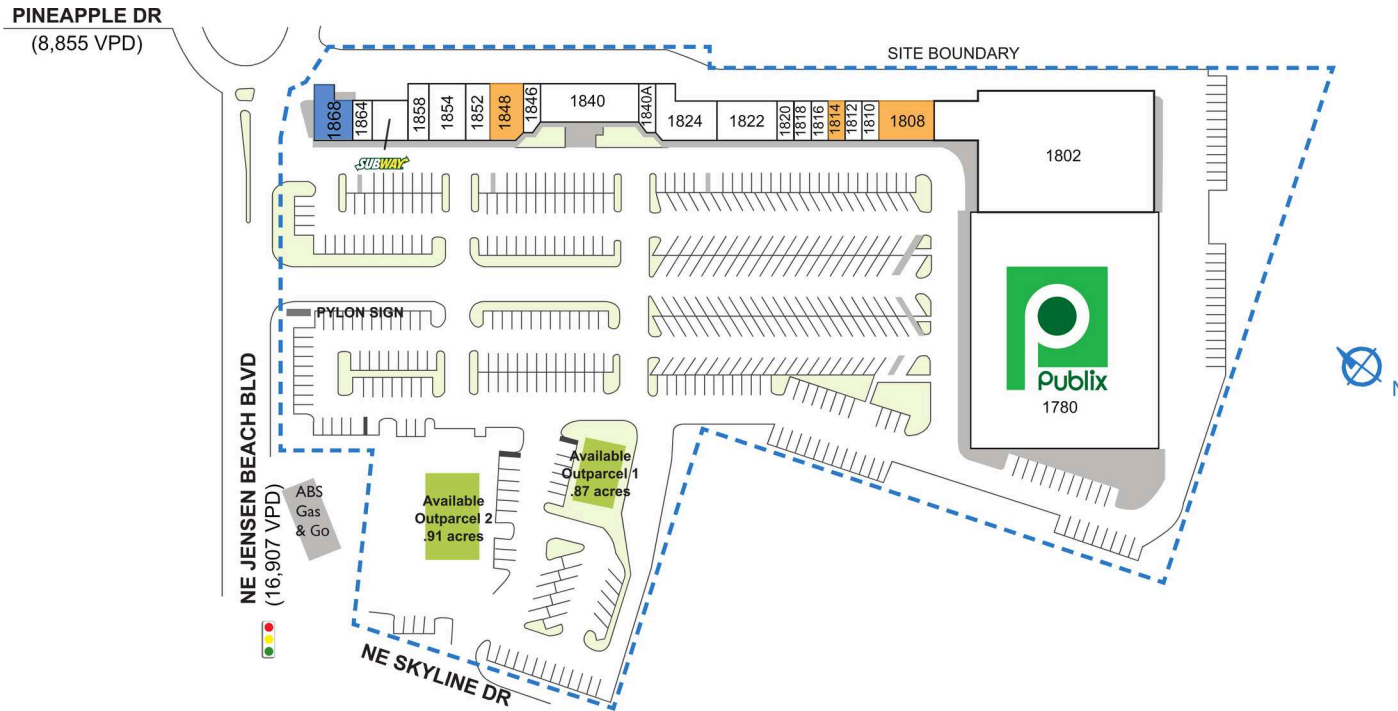 PINEAPPLE DR
(8,855 VPD)
SITE BOUNDARY
1868
1864
SUBWAY
1858
1854
1852
1848
1846
1840
1840A
1824
1822
1820
1818
1816
1814
1812
1810
1808
1802
PYLON SIGN
Publix
1780
N
NE JENSEN BEACH BLVD
(16,907 VPD)
ABS
Gas
& Go
Available
Outparcel 2
.91 acres
Available
Outparcel 1
.87 acres
NE SKYLINE DR